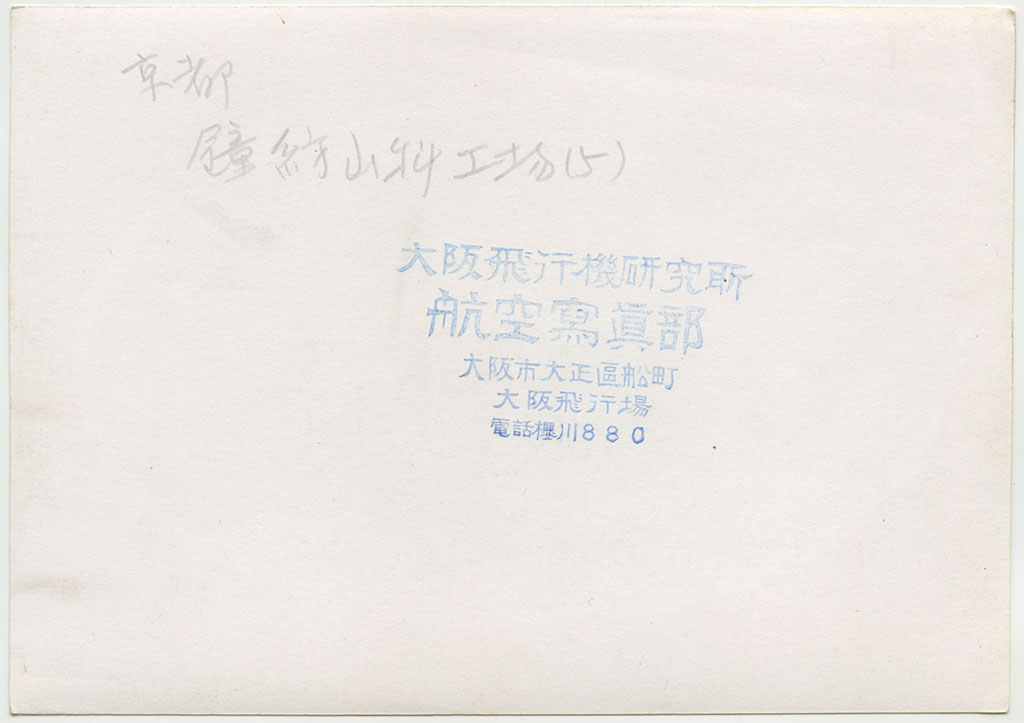 京都
鐘紡山科工場(5)
大阪飛行機研究所
航空寫眞部
大阪市大正區船町
大阪飛行場
電話櫻川880